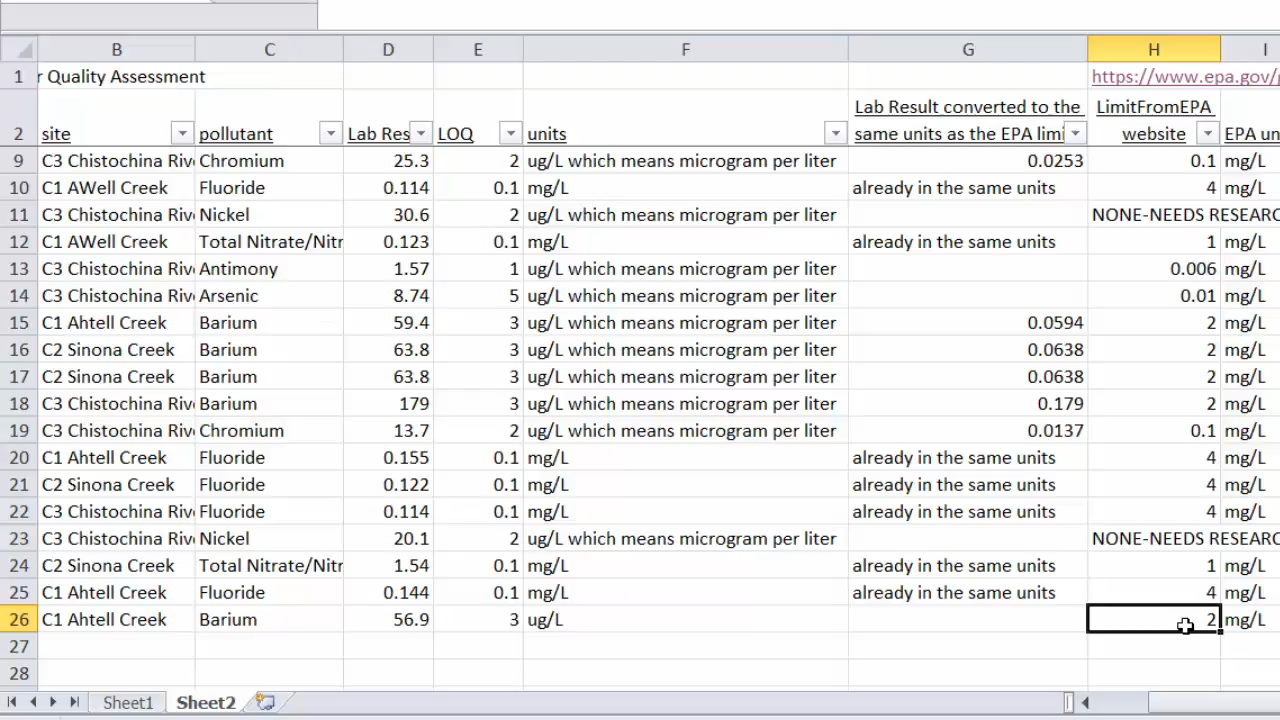 B C D E F G H I
1 r Quality Assessment https://www.epa.gov/
Lab Result converted to the LimitFromEPA
2 site pollutant Lab Res LOQ units same units as the EPA limi website EPA un
9 C3 Chistochina Rive Chromium 25.3 2 ug/L which means microgram per liter 0.0253 0.1 mg/L
10 C1 AWell Creek Fluoride 0.114 0.1 mg/L already in the same units 4 mg/L
11 C3 Chistochina Rive Nickel 30.6 2 ug/L which means microgram per liter NONE-NEEDS RESEARC
12 C1 AWell Creek Total Nitrate/Nitr 0.123 0.1 mg/L already in the same units 1 mg/L
13 C3 Chistochina Rive Antimony 1.57 1 ug/L which means microgram per liter 0.006 mg/L
14 C3 Chistochina Rive Arsenic 8.74 5 ug/L which means microgram per liter 0.01 mg/L
15 C1 Ahtell Creek Barium 59.4 3 ug/L which means microgram per liter 0.0594 2 mg/L
16 C2 Sinona Creek Barium 63.8 3 ug/L which means microgram per liter 0.0638 2 mg/L
17 C2 Sinona Creek Barium 63.8 3 ug/L which means microgram per liter 0.0638 2 mg/L
18 C3 Chistochina Rive Barium 179 3 ug/L which means microgram per liter 0.179 2 mg/L
19 C3 Chistochina Rive Chromium 13.7 2 ug/L which means microgram per liter 0.0137 0.1 mg/L
20 C1 Ahtell Creek Fluoride 0.155 0.1 mg/L already in the same units 4 mg/L
21 C2 Sinona Creek Fluoride 0.122 0.1 mg/L already in the same units 4 mg/L
22 C3 Chistochina Rive Fluoride 0.114 0.1 mg/L already in the same units 4 mg/L
23 C3 Chistochina Rive Nickel 20.1 2 ug/L which means microgram per liter NONE-NEEDS RESEARC
24 C2 Sinona Creek Total Nitrate/Nitr 1.54 0.1 mg/L already in the same units 1 mg/L
25 C1 Ahtell Creek Fluoride 0.144 0.1 mg/L already in the same units 4 mg/L
26 C1 Ahtell Creek Barium 56.9 3 ug/L 2 mg/L
27
28
Sheet1 Sheet2